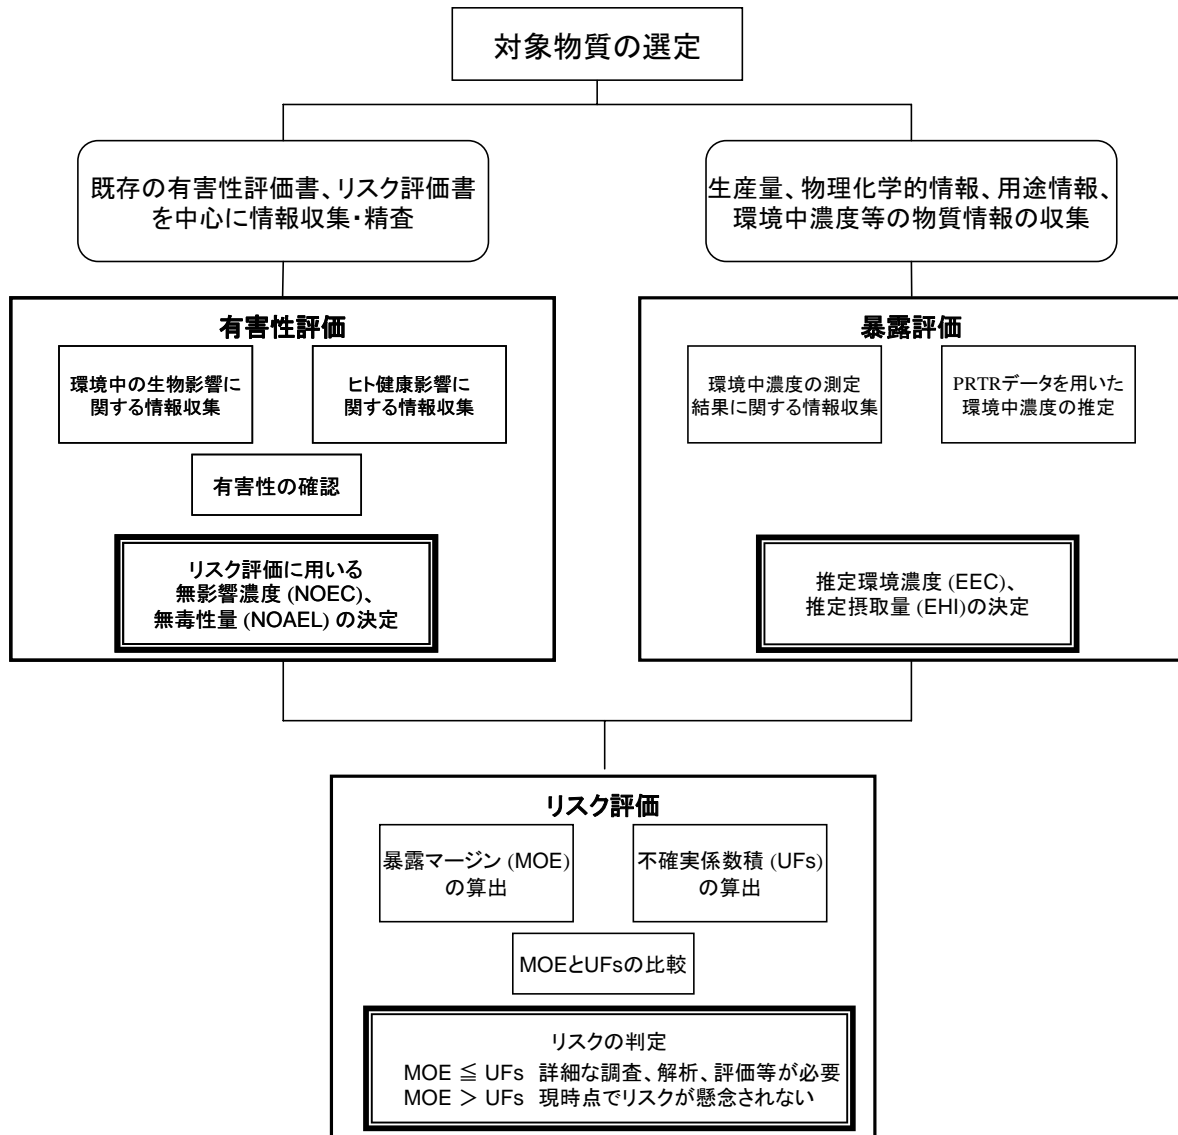 対象物質の選定
既存の有害性評価書、リスク評価書
を中心に情報収集・精査
生産量、物理化学的情報、用途情報、
環境中濃度等の物質情報の収集
有害性評価
環境中の生物影響に
関する情報収集
ヒト健康影響に
関する情報収集
有害性の確認
リスク評価に用いる
無影響濃度 (NOEC)、
無毒性量 (NOAEL) の決定
暴露評価
環境中濃度の測定
結果に関する情報収集
PRTRデータを用いた
環境中濃度の推定
推定環境濃度 (EEC)、
推定摂取量 (EHI)の決定
リスク評価
暴露マージン (MOE)
の算出
不確実係数積 (UFs)
の算出
MOEとUFsの比較
リスクの判定
MOE ≦ UFs 詳細な調査、解析、評価等が必要
MOE > UFs 現時点でリスクが懸念されない